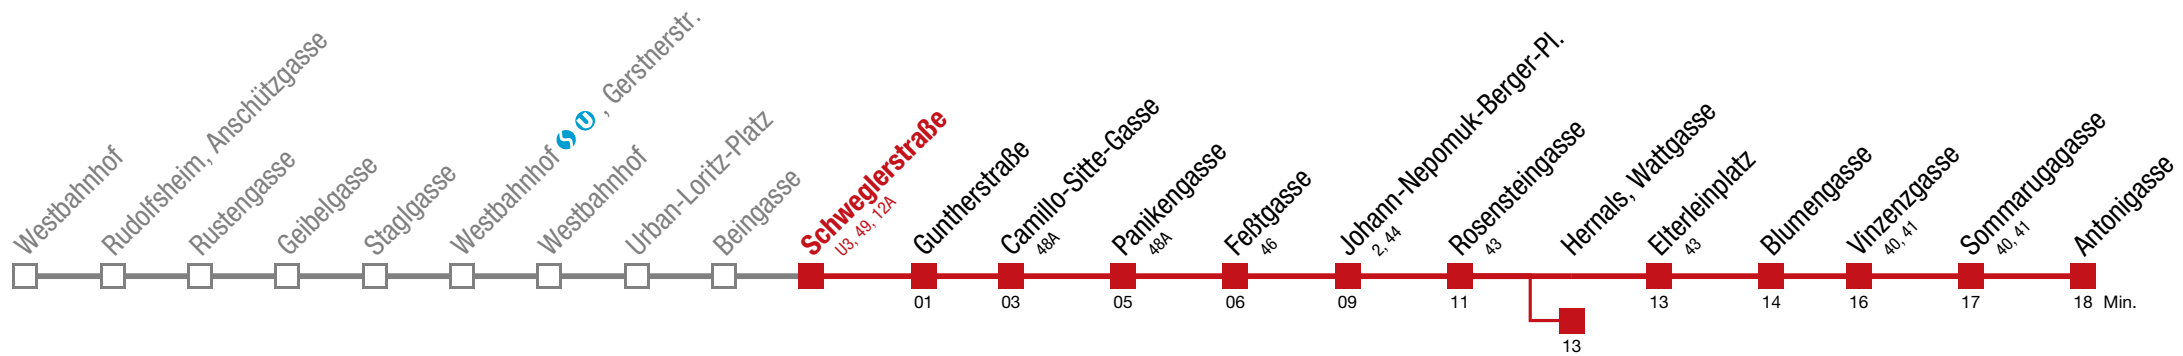 Westbahnhof
Rudolfsheim, Anschützgasse
Rustengasse
Geibelgasse
Staglgasse
Westbahnhof S U, Gerstnerstr.
Westbahnhof
Urban-Loritz-Platz
Beingasse
Schweglerstraße
U3, 49, 12A
Guntherstraße
Camillo-Sitte-Gasse
48A
Panikengasse
48A
Feßtgasse
46
Johann-Nepomuk-Berger-Pl.
2, 44
Rosensteingasse
43
Hernals, Wattgasse
Elterleinplatz
43
Blumengasse
Vinzenzgasse
40, 41
Sommarugagasse
40, 41
Antonigasse
01 03 05 06 09 11 13 14 16 17 18 Min.
13